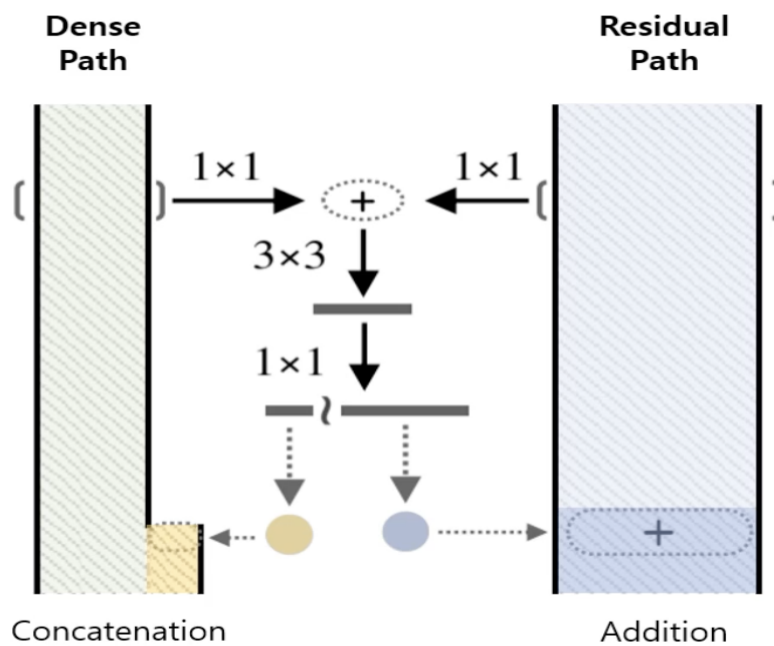 Dense
Path
Residual
Path
1×1
1×1
+
3×3
1×1
+
Concatenation
Addition